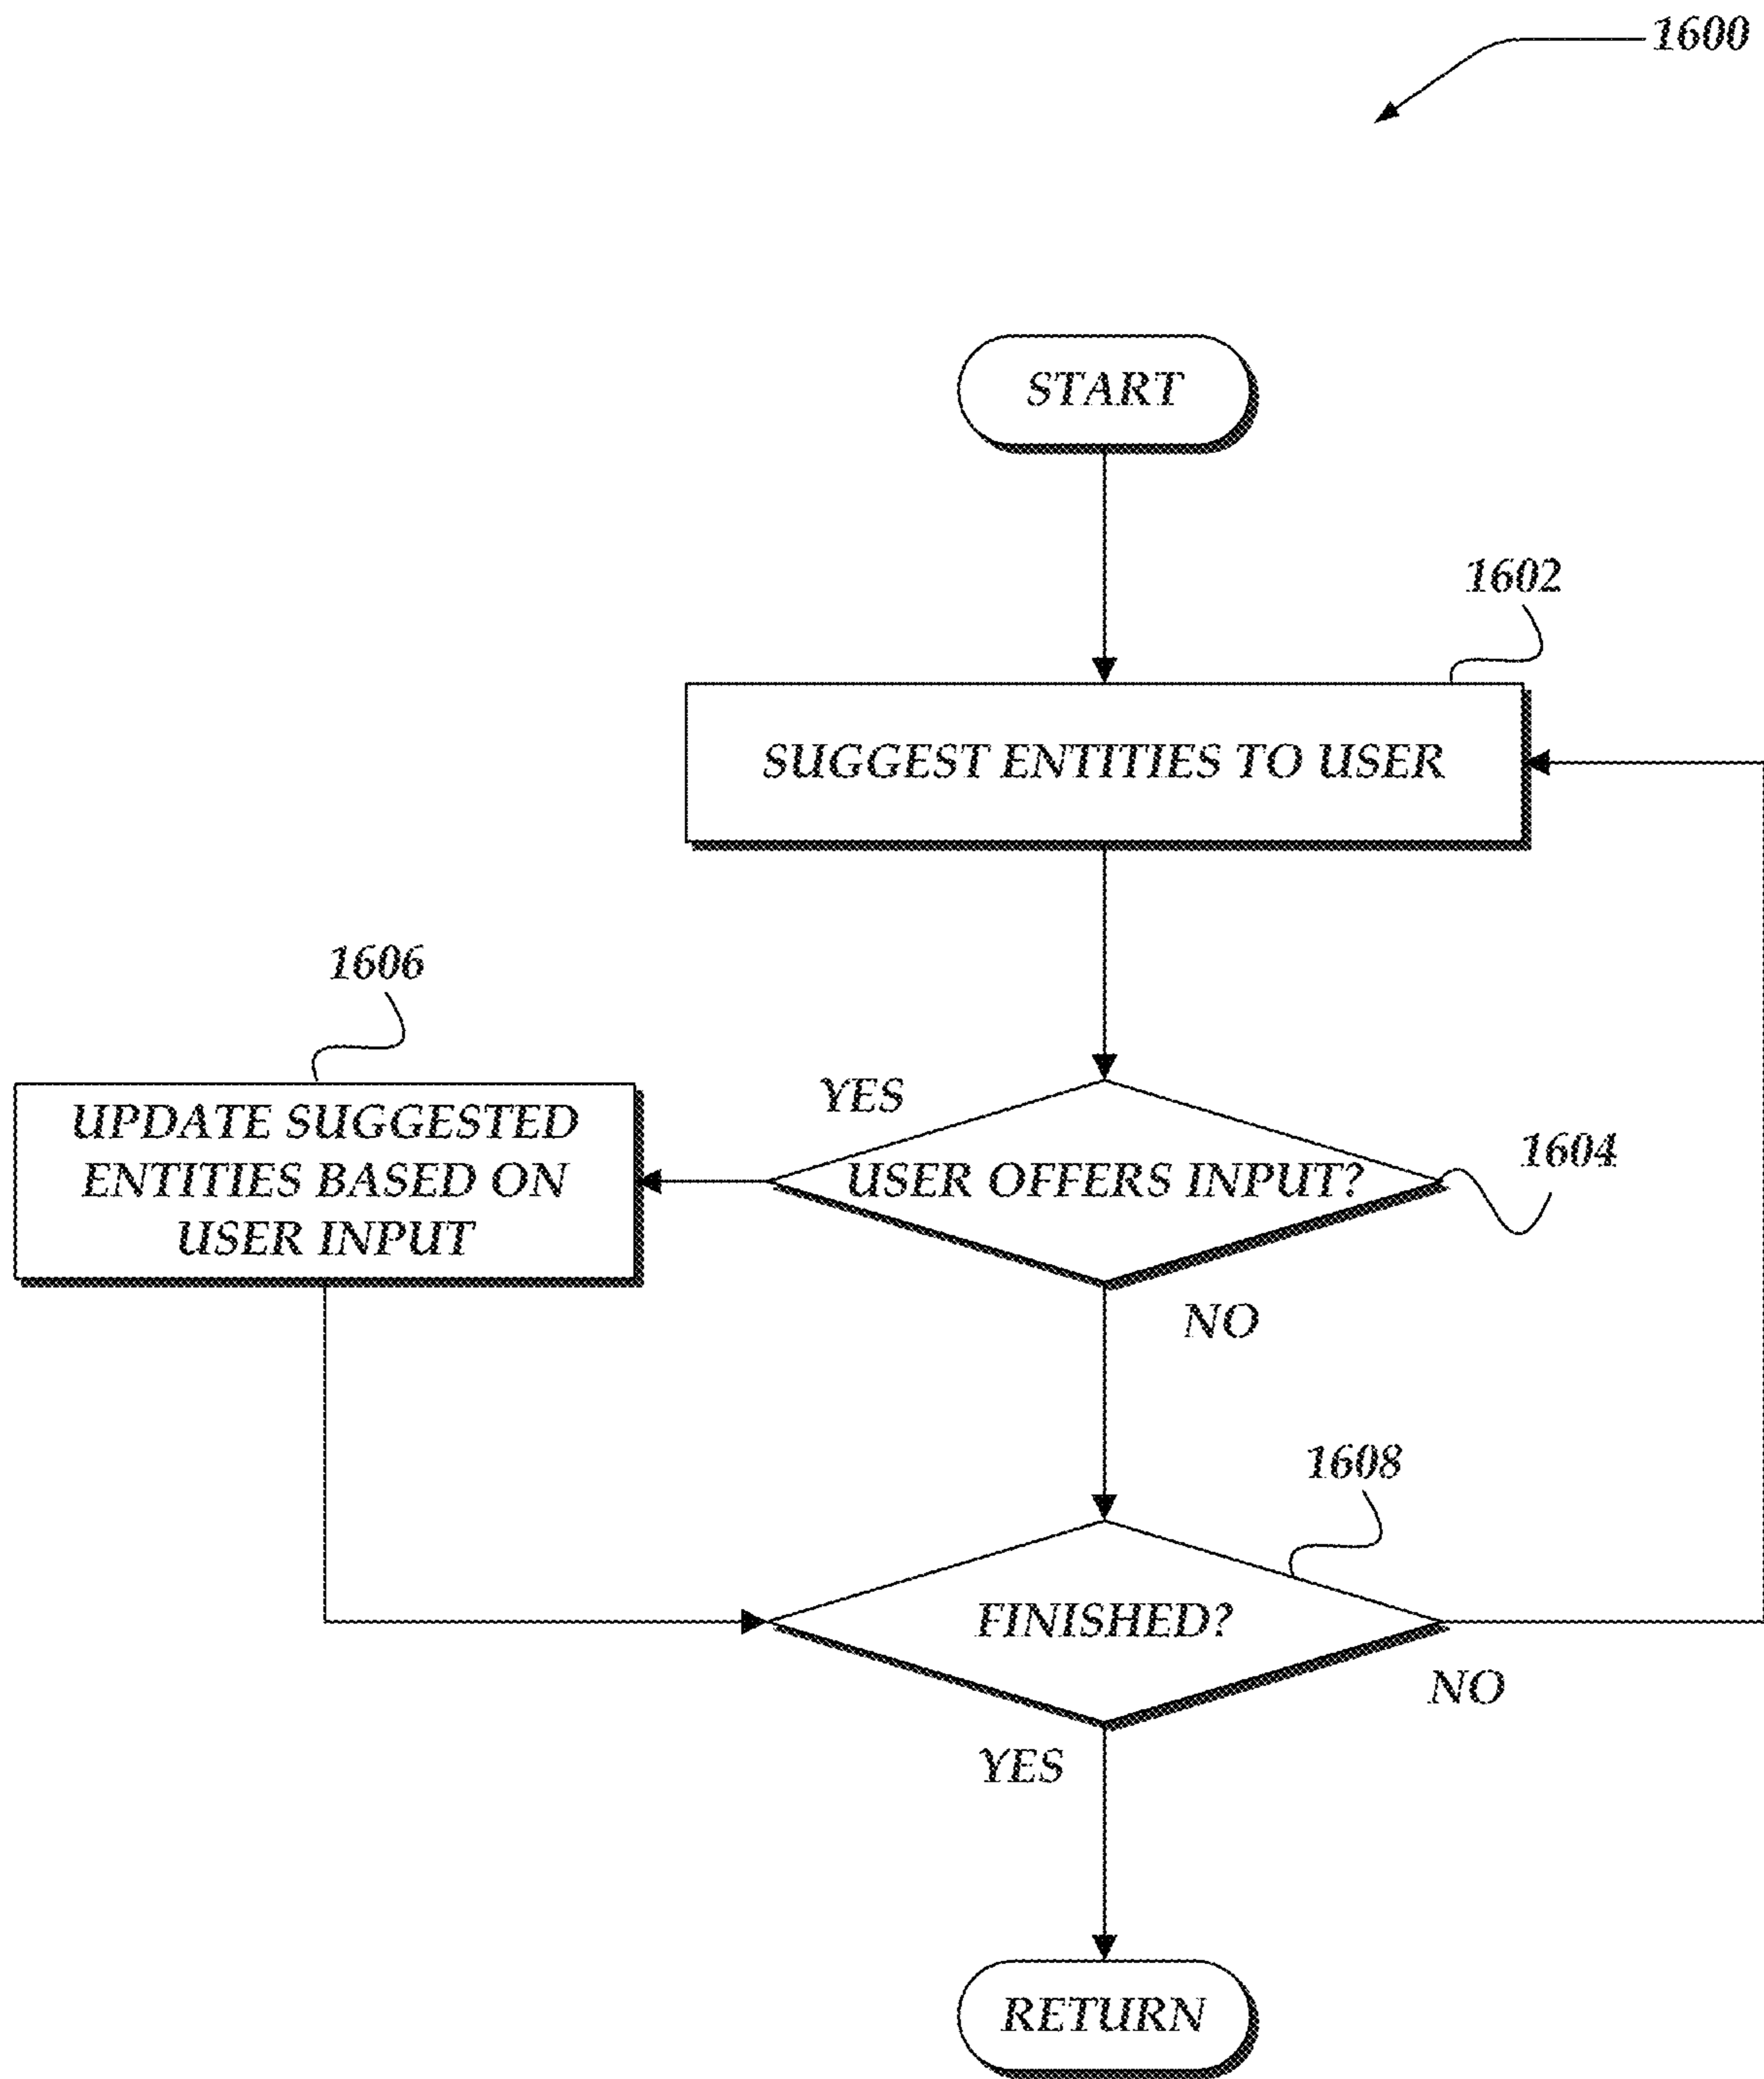 1600
START
1602
SUGGEST ENTITIES TO USER
1606
YES
UPDATE SUGGESTED
ENTITIES BASED ON
USER INPUT
USER OFFERS INPUT?
1604
NO
1608
FINISHED?
NO
YES
RETURN